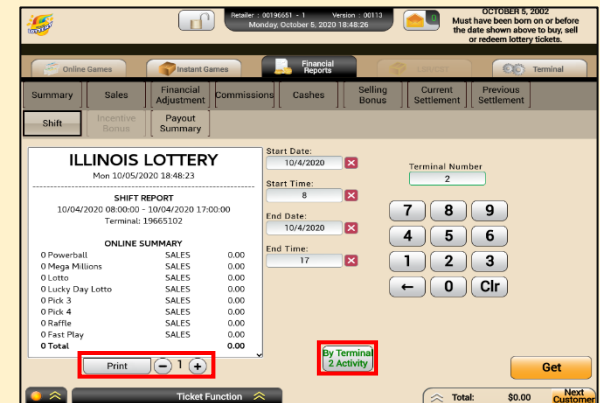 Retailer : 00196651 - 1 Version : 00113
Monday, October 5, 2020 18:48:26
0
OCTOBER 5, 2002
Must have been born on or before
the date shown above
to buy, sell
or redeem lottery
tickets.
Online Games
Instant Games
Financial
Reports
Services
Terminal
Summary
Sales
Financial
Adjustment
Commissions
Cashes
Selling
Bonus
Current
Settlement
Previous
Settlement
Shift
Incentive
Bonus
Payout
Summary
ILLINOIS LOTTERY
Mon 10/05/2020 18:48:23
SHIFT REPORT
10/04/2020 08:00:00 - 10/04/2020 17:00:00
Terminal: 19665102
ONLINE SUMMARY
0 Powerball SALES 0.00
0 Mega Millions SALES 0.00
0 Lotto SALES 0.00
0 Lucky Day Lotto SALES 0.00
0 Pick 3 SALES 0.00
0 Pick 4 SALES 0.00
0 Raffle SALES 0.00
0 Fast Play SALES 0.00
0 Total 0.00
Print - 1 +
Start Date:
10/4/2020
Start Time:
8
End Date:
10/4/2020
End Time:
17
By Terminal
2 Activity
Terminal Number
2
7 8 9
4 5 6
1 2 3
← 0 Clr
Get
Ticket Function
Total: $0.00
Next
Customer